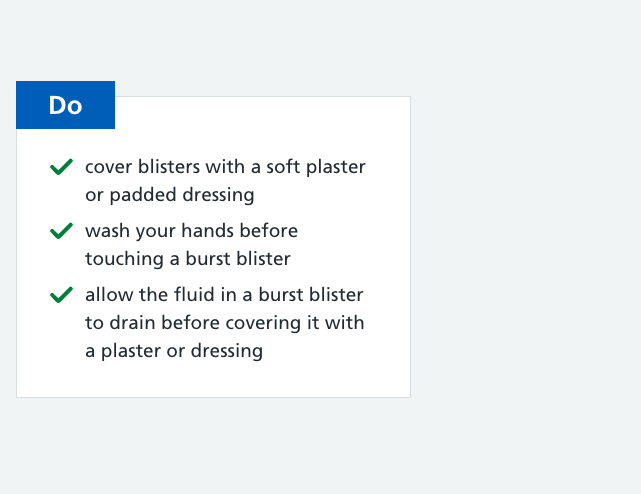 Do
cover blisters with a soft plaster
or padded dressing
wash your hands before
touching a burst blister
allow the fluid in a burst blister
to drain before covering it with
a plaster or dressing